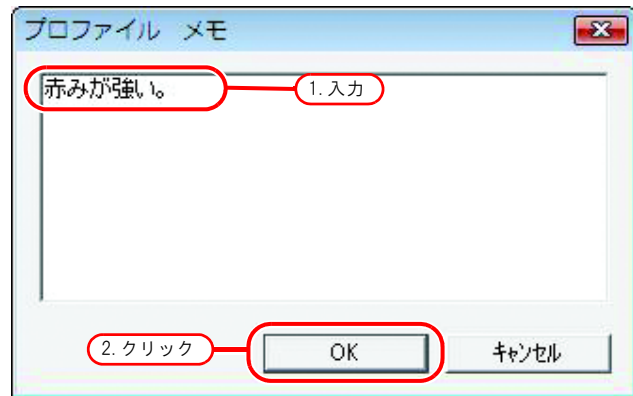 プロファイル メモ
赤みが強い。
1. 入力
2. クリック
OK
キャンセル